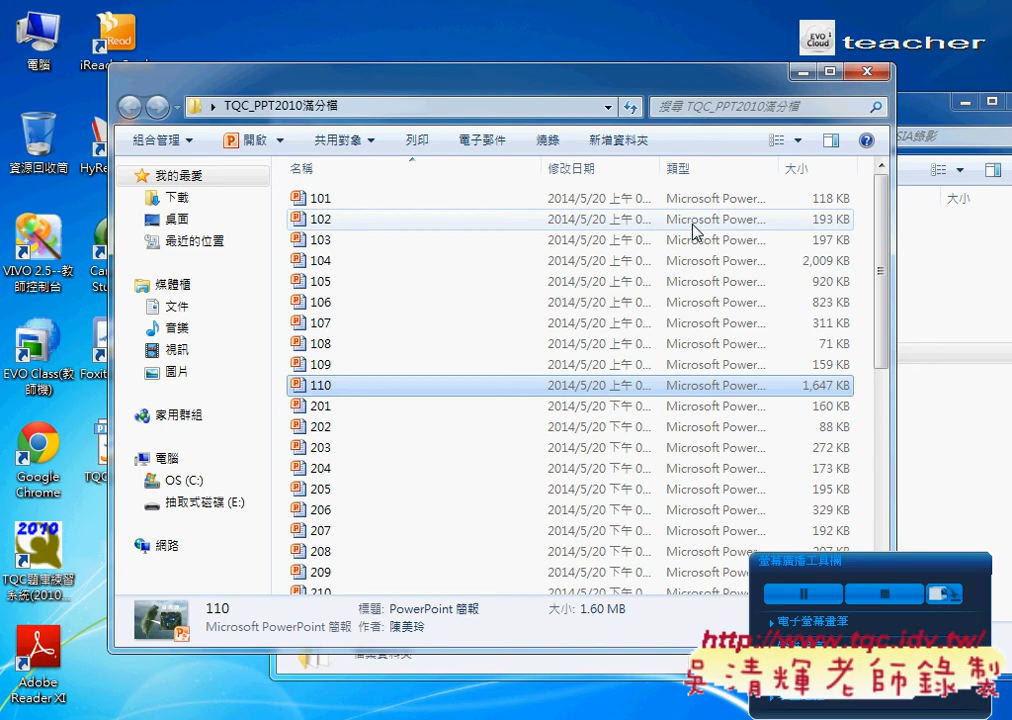 電腦
iRead
EVO Cloud
teacher
TQC_PPT2010滿分檔
搜尋 TQC_PPT2010滿分檔
組合管理
開啟
共用對象
列印
電子郵件
燒錄
新增資料夾
名稱
修改日期
類型
大小
大小
資源回收筒
HyRe
VIVO 2.5--教
師控制台
EVO Class(教
師機)
Foxit
Google
Chrome
TQC
2010
TQC題庫練習
系統(2010...
Adobe
Reader XI
我的最愛
下載
桌面
最近的位置
媒體櫃
文件
音樂
視訊
圖片
家用群組
電腦
OS (C:)
抽取式磁碟 (E:)
網路
101 2014/5/20 上午 0... Microsoft Power... 118 KB
102 2014/5/20 上午 0... Microsoft Power... 193 KB
103 2014/5/20 上午 0... Microsoft Power... 197 KB
104 2014/5/20 上午 0... Microsoft Power... 2,009 KB
105 2014/5/20 上午 0... Microsoft Power... 920 KB
106 2014/5/20 上午 0... Microsoft Power... 823 KB
107 2014/5/20 上午 0... Microsoft Power... 311 KB
108 2014/5/20 上午 0... Microsoft Power... 71 KB
109 2014/5/20 上午 0... Microsoft Power... 159 KB
110 2014/5/20 上午 0... Microsoft Power... 1,647 KB
201 2014/5/20 下午 0... Microsoft Power... 160 KB
202 2014/5/20 下午 0... Microsoft Power... 88 KB
203 2014/5/20 下午 0... Microsoft Power... 272 KB
204 2014/5/20 下午 0... Microsoft Power... 173 KB
205 2014/5/20 下午 0... Microsoft Power... 195 KB
206 2014/5/20 下午 0... Microsoft Power... 329 KB
207 2014/5/20 下午 0... Microsoft Power... 192 KB
208 2014/5/20 下午 0... Microsoft Power...
209 2014/5/20 下午 0...
210
110
Microsoft PowerPoint 簡報
標題: PowerPoint 簡報
作者: 陳美玲
大小: 1.60 MB
螢幕廣播工具欄
電子螢幕畫筆
http://www.tqc.idv.tw/
吳清輝老師錄製